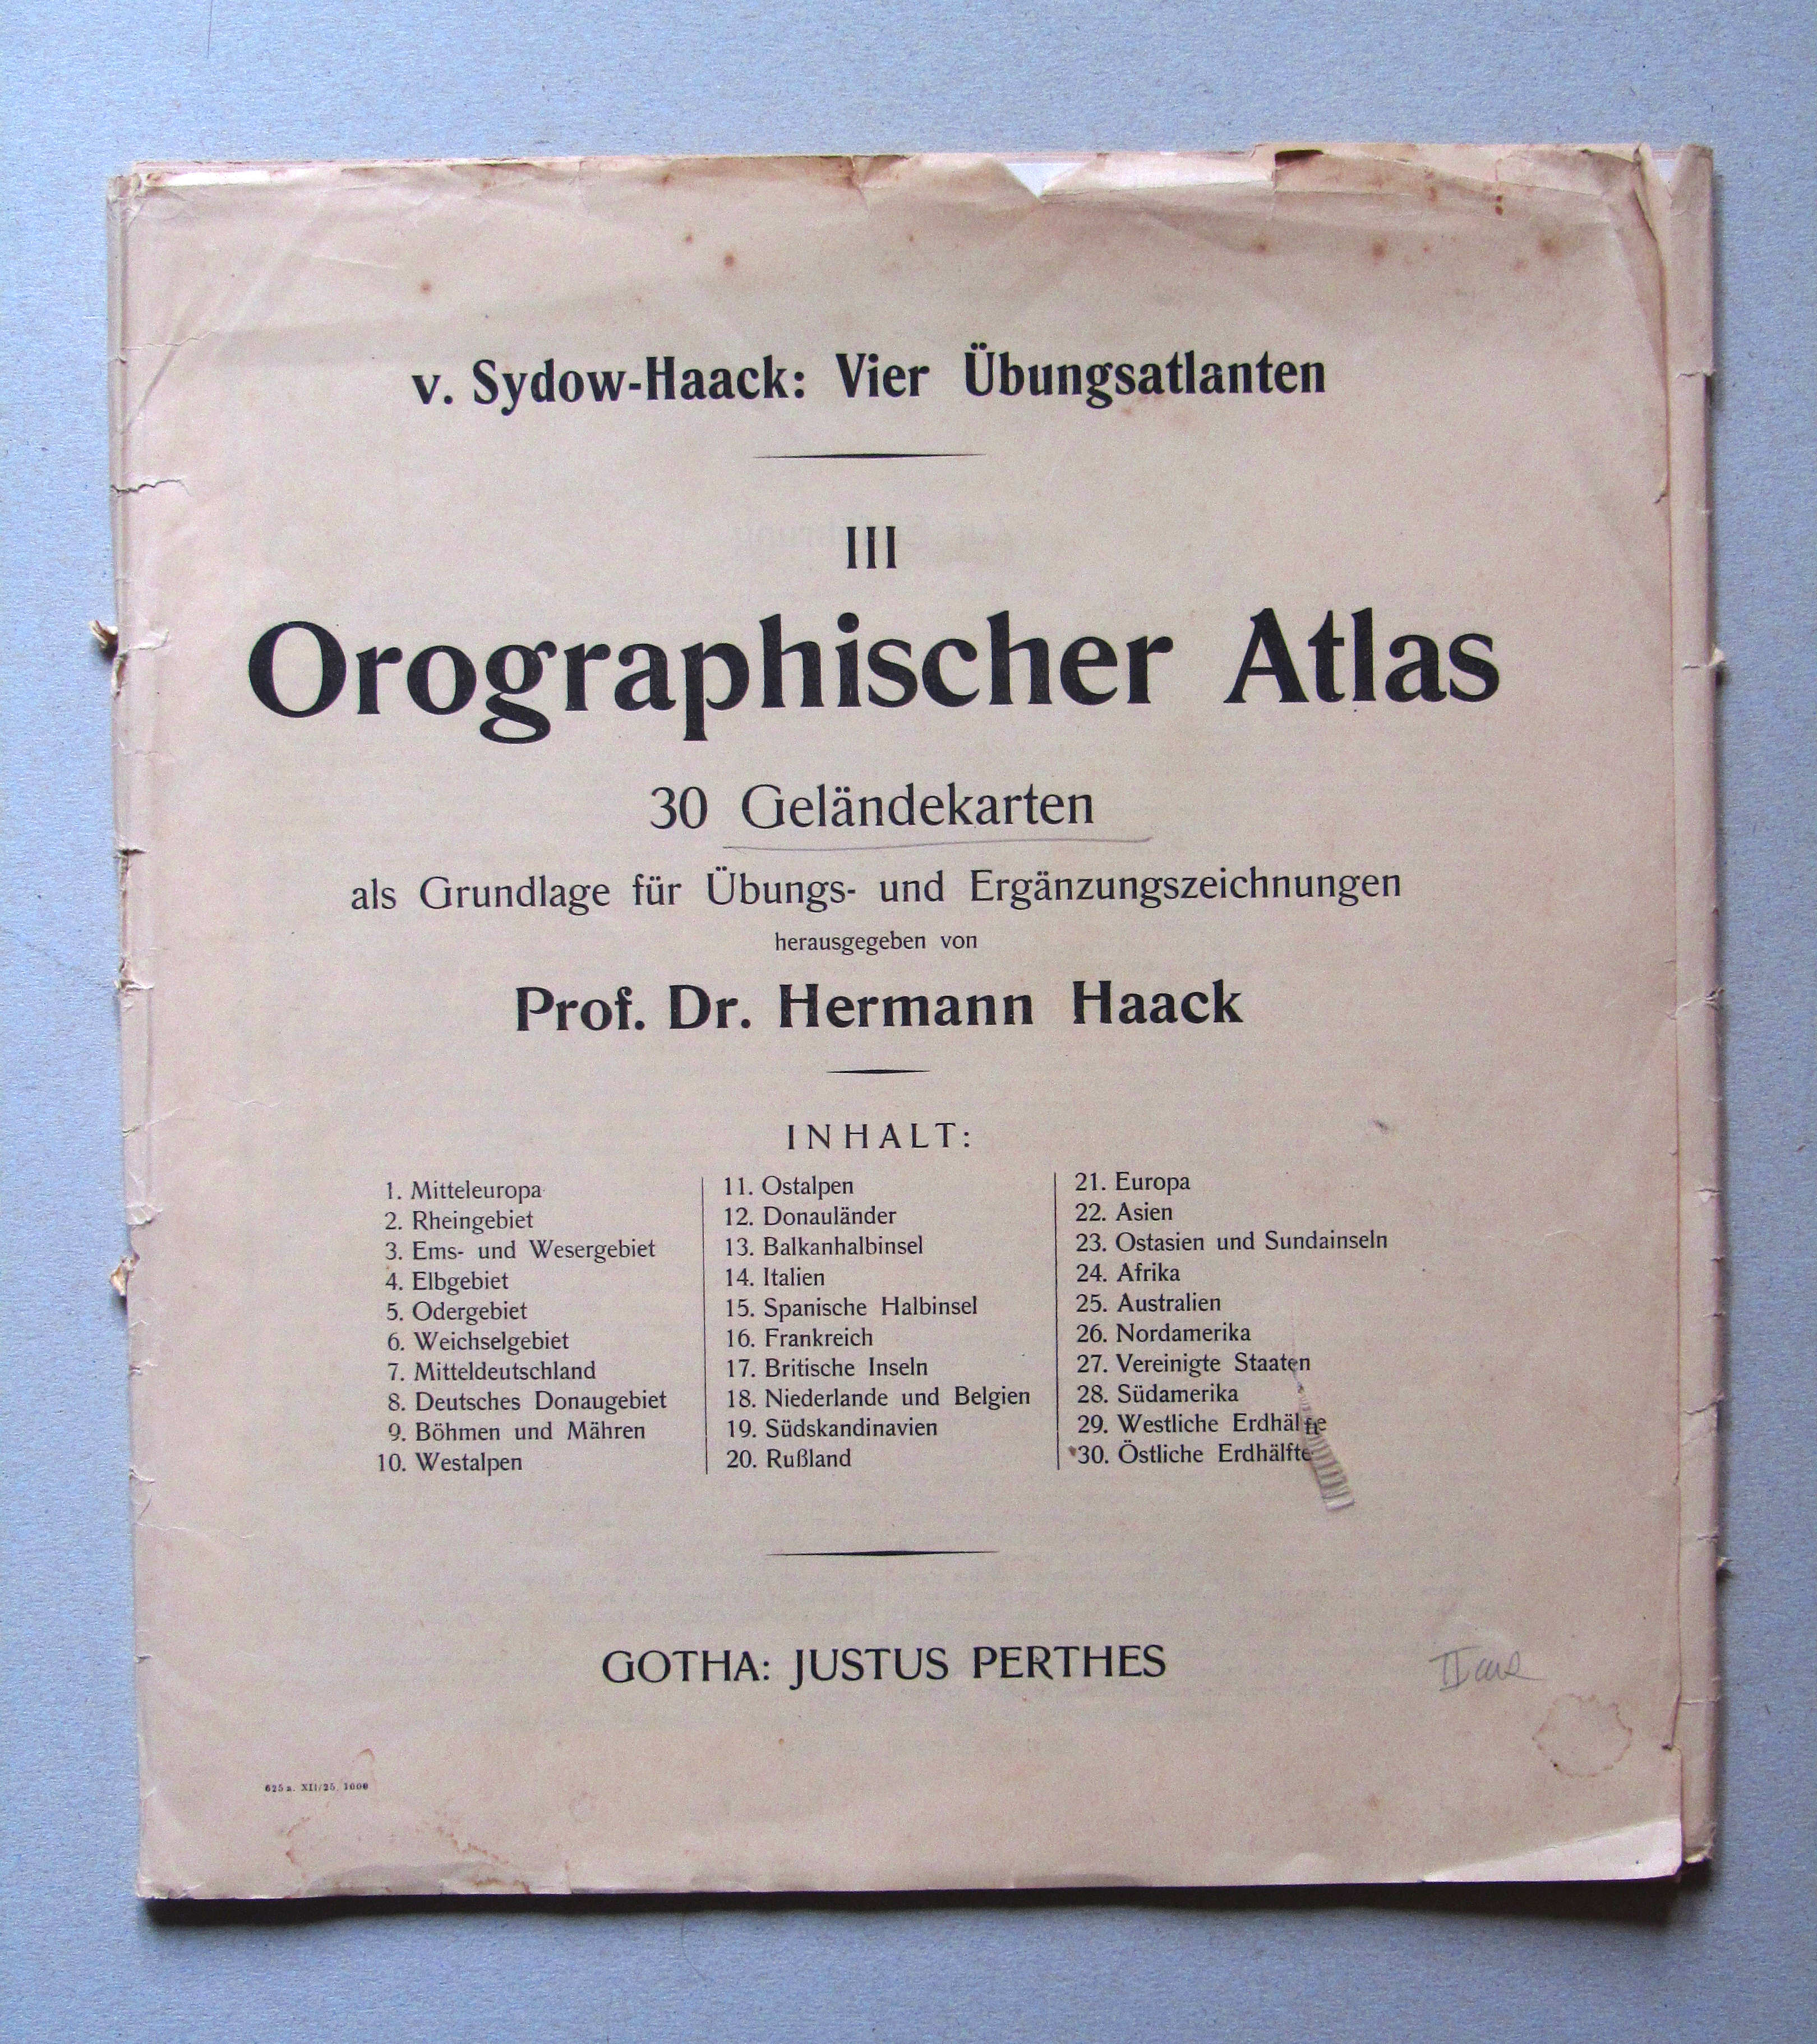 v. Sydow-Haack: Vier Übungsatlanten
III
Orographischer Atlas
30 Geländekarten
als Grundlage für Übungs- und Ergänzungszeichnungen
herausgegeben von
Prof. Dr. Hermann Haack
INHALT:
1. Mitteleuropa
2. Rheingebiet
3. Ems- und Wesergebiet
4. Elbgebiet
5. Odergebiet
6. Weichselgebiet
7. Mitteldeutschland
8. Deutsches Donaugebiet
9. Böhmen und Mähren
10. Westalpen
11. Ostalpen
12. Donauländer
13. Balkanhalbinsel
14. Italien
15. Spanische Halbinsel
16. Frankreich
17. Britische Inseln
18. Niederlande und Belgien
19. Südskandinavien
20. Rußland
21. Europa
22. Asien
23. Ostasien und Sundainseln
24. Afrika
25. Australien
26. Nordamerika
27. Vereinigte Staaten
28. Südamerika
29. Westliche Erdhälfte
30. Östliche Erdhälfte
GOTHA: JUSTUS PERTHES
625a. XII/25. 1000